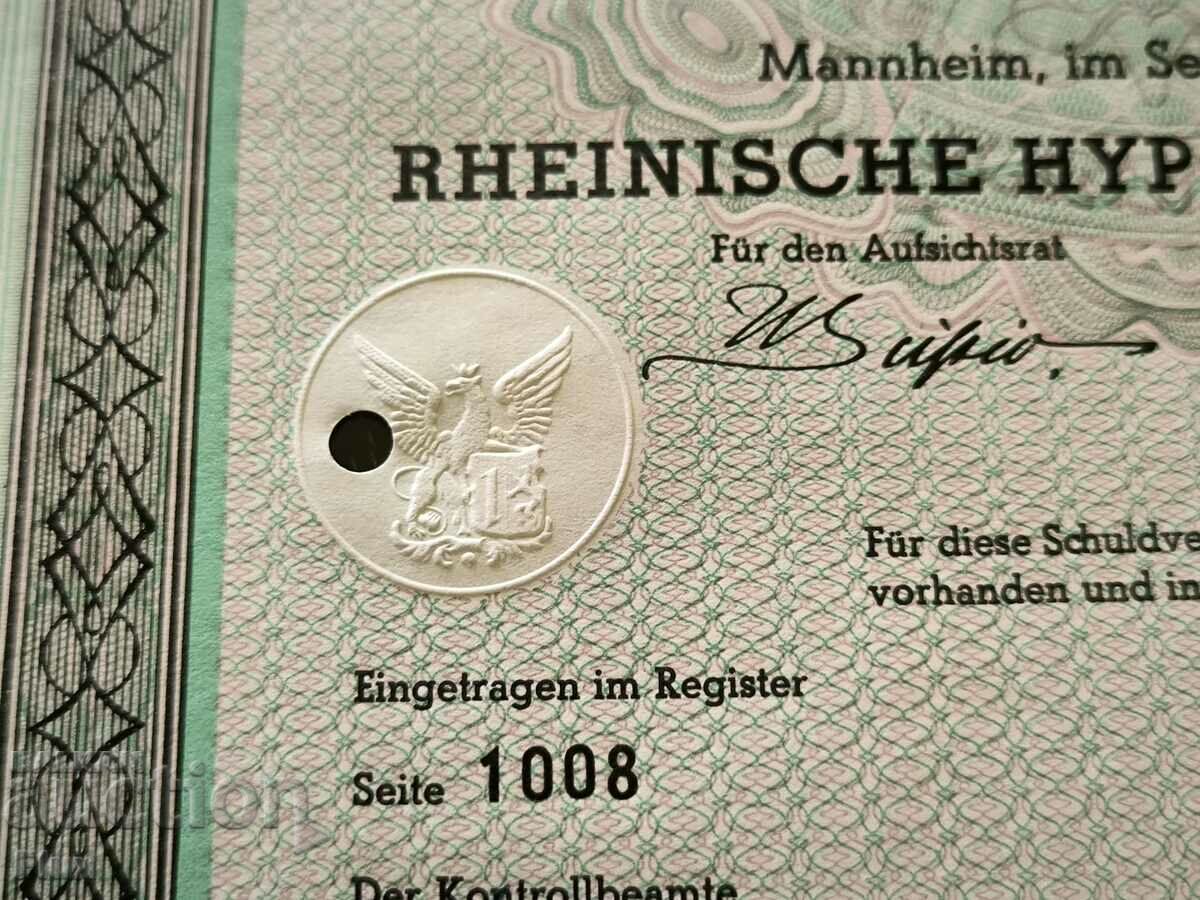 Mannheim, im Se
RHEINISCHE HYP
Für den Aufsichtsrat
Für diese Schuldve
vorhanden und in
Eingetragen im Register
Seite 1008
Der Kontrollbeamte
auction